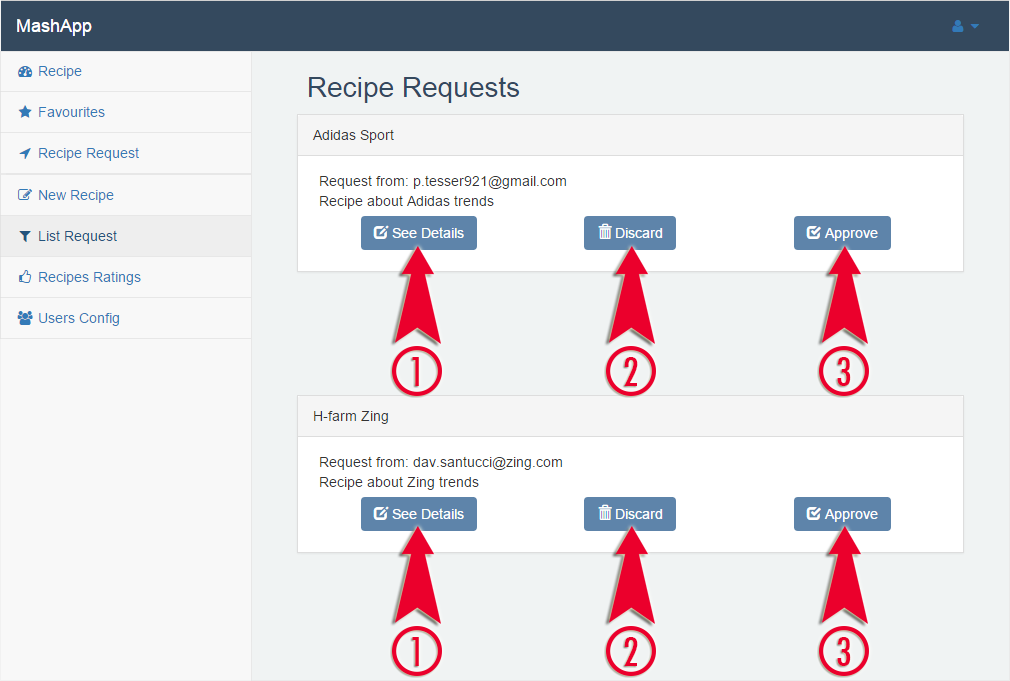 MashApp
Recipe
Favourites
Recipe Request
New Recipe
List Request
Recipes Ratings
Users Config
Recipe Requests
Adidas Sport
Request from: p.tesser921@gmail.com
Recipe about Adidas trends
See Details Discard Approve
1 2 3
H-farm Zing
Request from: dav.santucci@zing.com
Recipe about Zing trends
See Details Discard Approve
1 2 3